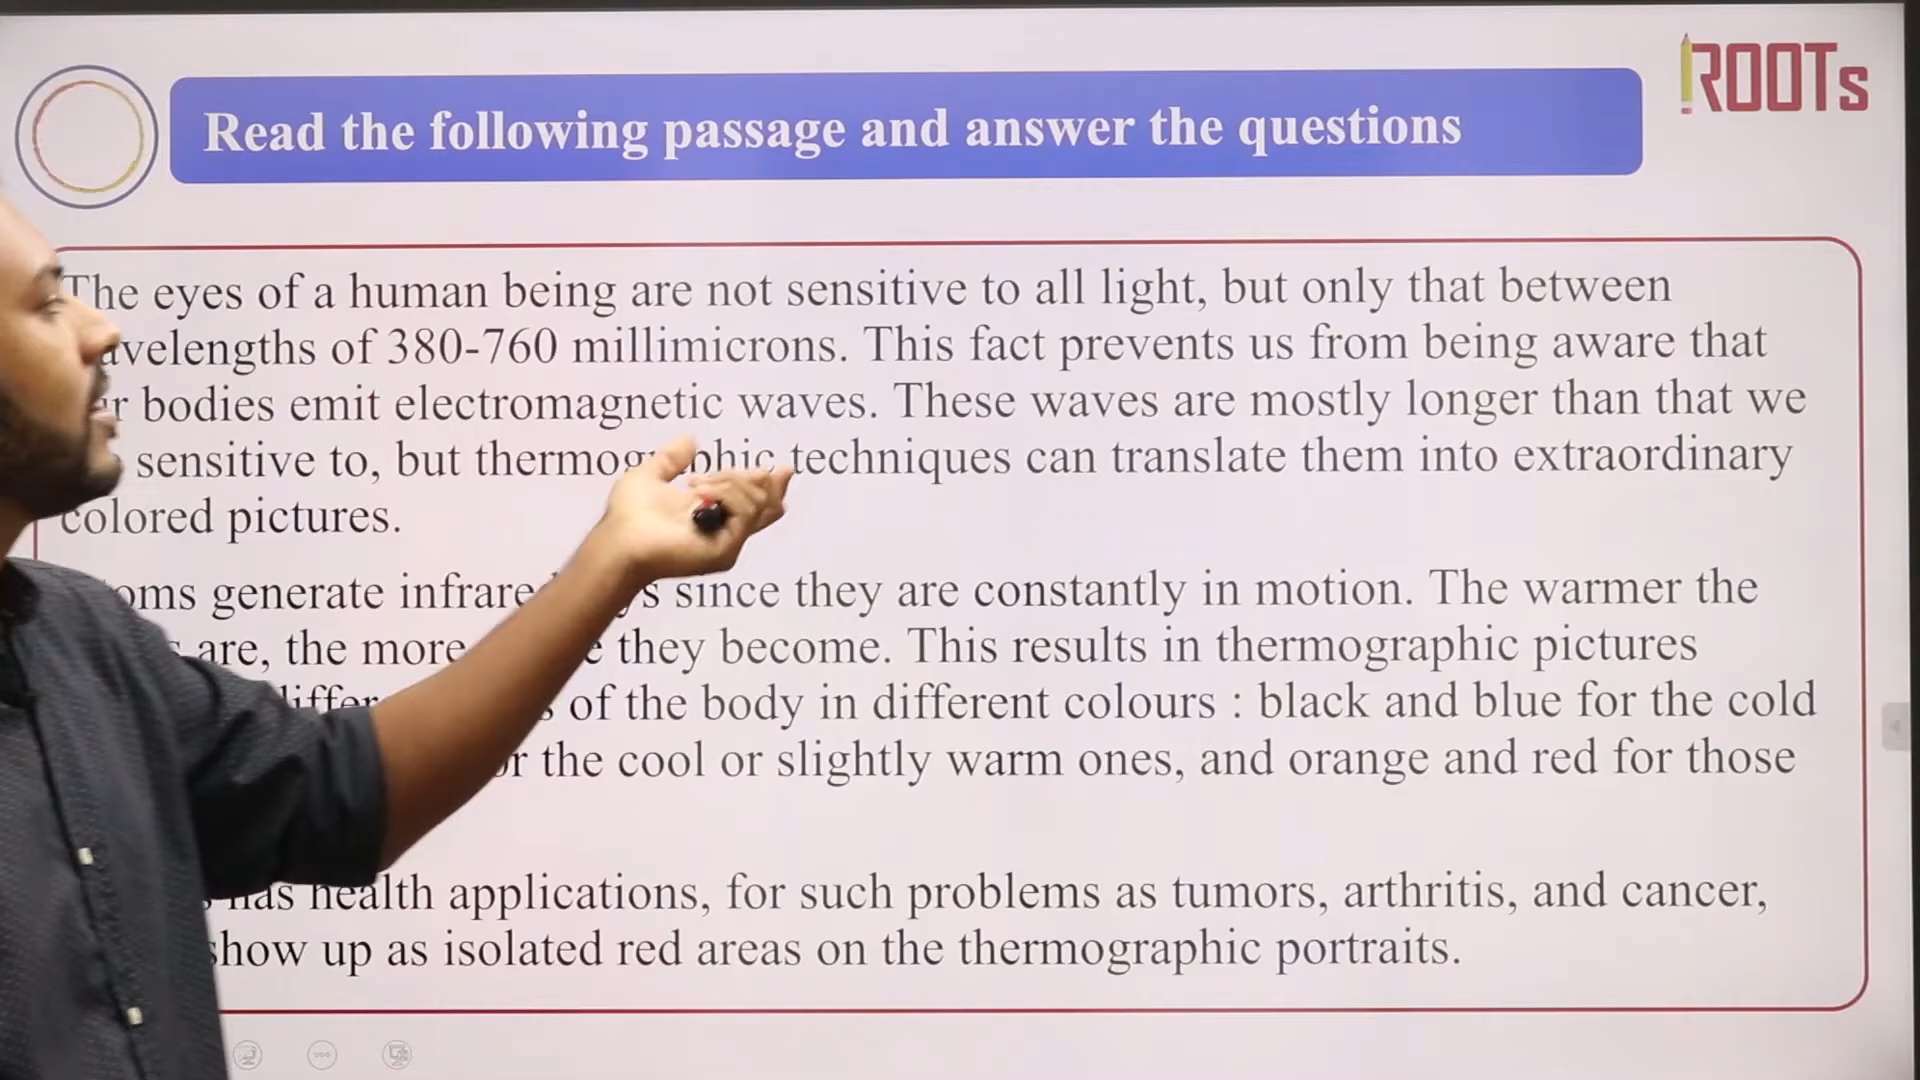 ROOTs
Read the following passage and answer the questions
The eyes of a human being are not sensitive to all light, but only that between
of 380-760 millimicrons. This fact prevents us from being aware that
bodies emit electromagnetic waves. These waves are mostly longer than that we
sensitive to, but thermographic techniques can translate them into extraordinary
colored pictures.
generate infrared since they are constantly in motion. The warmer the
are, the more they become. This results in thermographic pictures
of the body in different colours : black and blue for the cold
the cool or slightly warm ones, and orange and red for those
has health applications, for such problems as tumors, arthritis, and cancer,
show up as isolated red areas on the thermographic portraits.